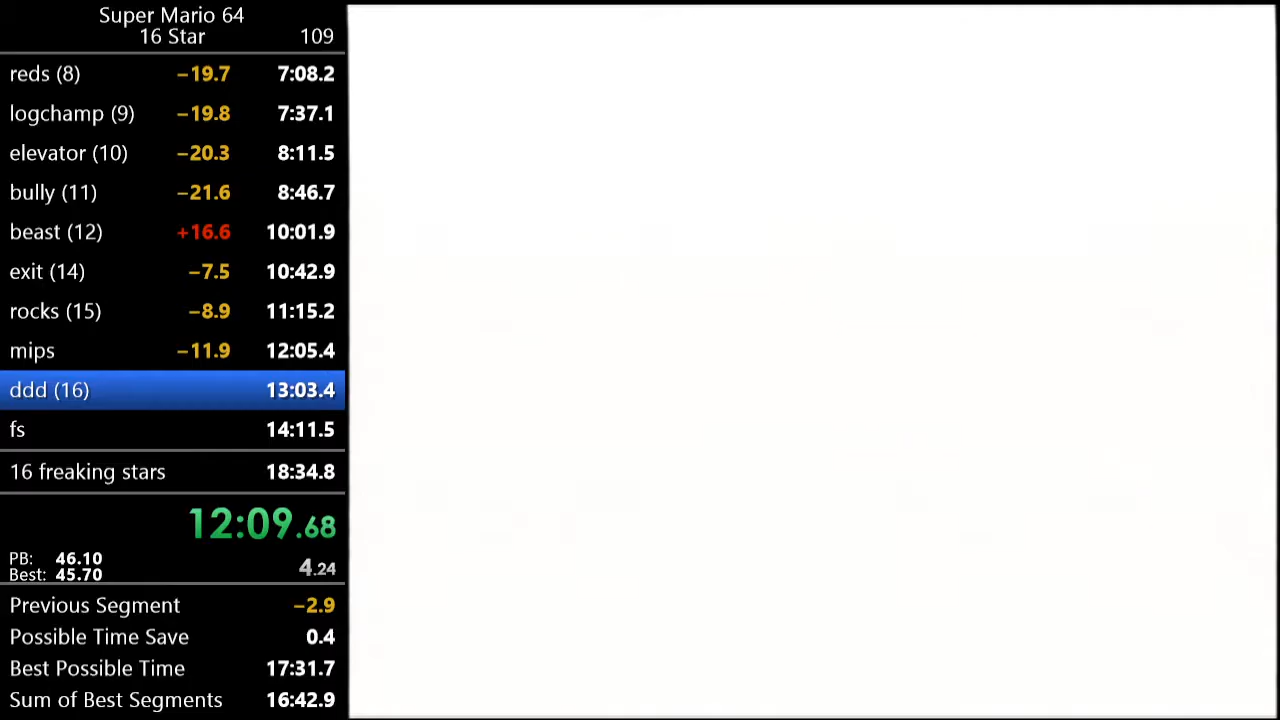 Super Mario 64
16 Star 109
reds (8) −19.7 7:08.2
logchamp (9) −19.8 7:37.1
elevator (10) −20.3 8:11.5
bully (11) −21.6 8:46.7
beast (12) +16.6 10:01.9
exit (14) −7.5 10:42.9
rocks (15) −8.9 11:15.2
mips −11.9 12:05.4
ddd (16) 13:03.4
fs 14:11.5
16 freaking stars 18:34.8
12:09.68
PB: 46.10
Best: 45.70 4.24
Previous Segment −2.9
Possible Time Save 0.4
Best Possible Time 17:31.7
Sum of Best Segments 16:42.9